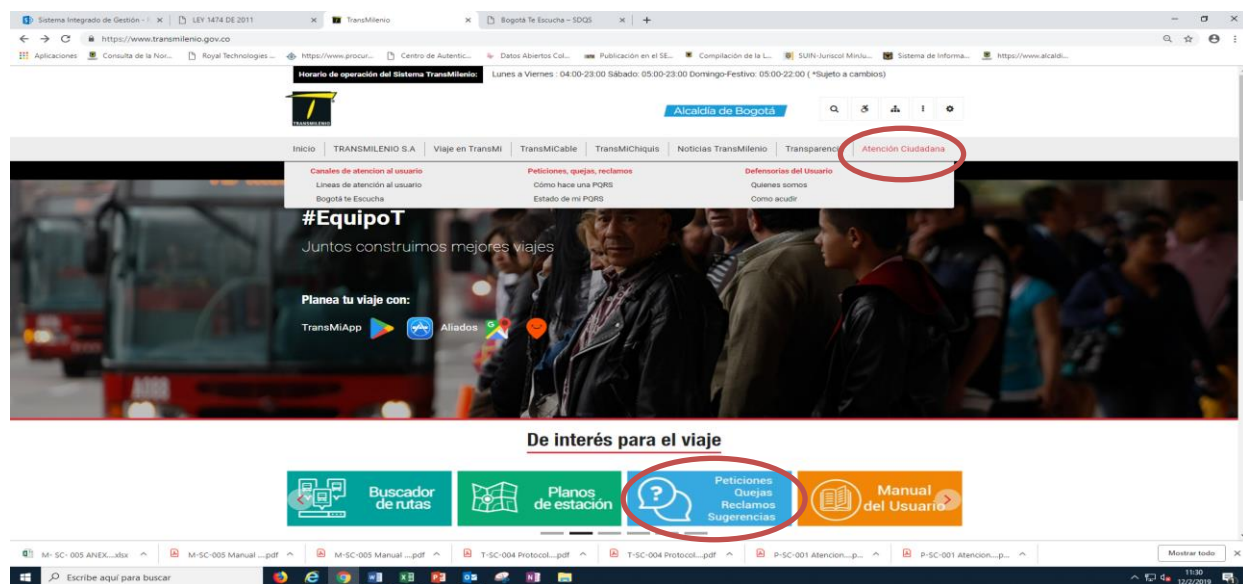 Sistema Integrado de Gestión - I
LEY 1474 DE 2011
TransMilenio
Bogotá Te Escucha – SDQS
https://www.transmilenio.gov.co
Aplicaciones
Consulta de la Nor...
Royal Technologies ...
https://www.procur...
Centro de Autentic...
Datos Abiertos Col...
Publicación en el SE...
Compilación de la L...
SUIN-Juriscol MinJu...
Sistema de Informa...
https://www.alcaldi...
Horario de operación del Sistema TransMilenio: Lunes a Viernes : 04:00-23:00 Sábado: 05:00-23:00 Domingo-Festivo: 05:00-22:00 ( *Sujeto a cambios)
TRANSMILENIO
Alcaldía de Bogotá
Inicio
TRANSMILENIO S.A
Viaje en TransMi
TransMiCable
TransMiChiquis
Noticias TransMilenio
Transparencia
Atención Ciudadana
Canales de atencion al usuario
Lineas de atención al usuario
Bogotá te Escucha
Peticiones, quejas, reclamos
Cómo hace una PQRS
Estado de mi PQRS
Defensorias del Usuario
Quienes somos
Como acudir
#EquipoT
Juntos construimos mejores viajes
Planea tu viaje con:
TransMiApp
Aliados
De interés para el viaje
Buscador
de rutas
Planos
de estación
Peticiones
Quejas
Reclamos
Sugerencias
Manual
del Usuario
M- SC- 005 ANEX....xlsx
M-SC-005 Manual ....pdf
M-SC-005 Manual ....pdf
T-SC-004 Protocol....pdf
T-SC-004 Protocol....pdf
P-SC-001 Atencion....p...
P-SC-001 Atencion....p...
Mostrar todo
Escribe aquí para buscar
11:30
12/2/2019